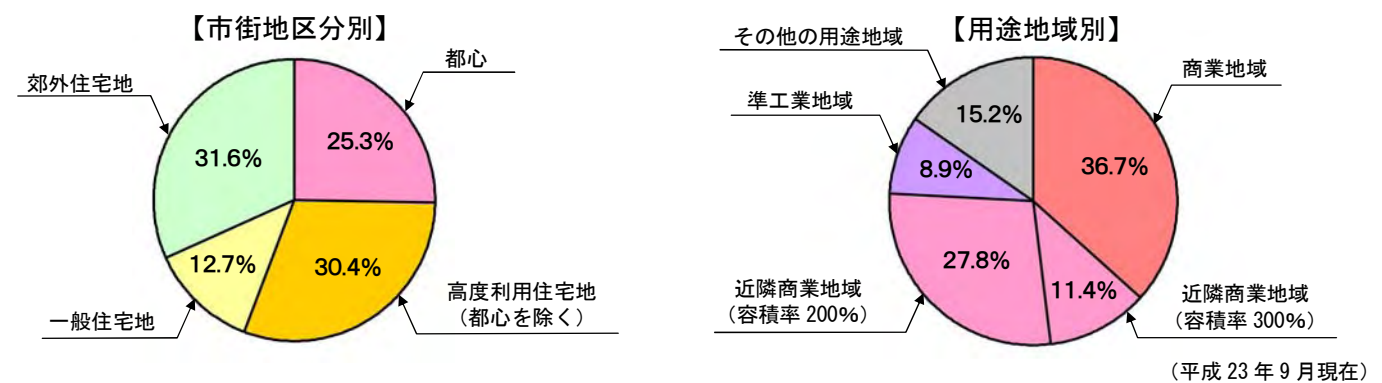 【市街地区分別】
都心
郊外住宅地
25.3%
31.6%
12.7%
30.4%
高度利用住宅地
(都心を除く)
一般住宅地
【用途地域別】
その他の用途地域
商業地域
準工業地域
15.2%
36.7%
8.9%
27.8%
11.4%
近隣商業地域
(容積率 200%)
近隣商業地域
(容積率 300%)
(平成 23 年 9 月現在)